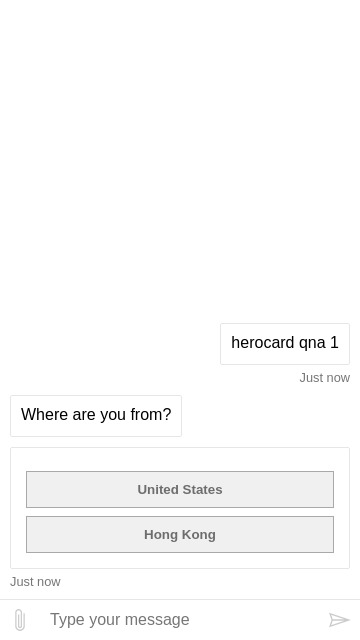 herocard qna 1
Just now
Where are you from?
United States
Hong Kong
Just now
Type your message